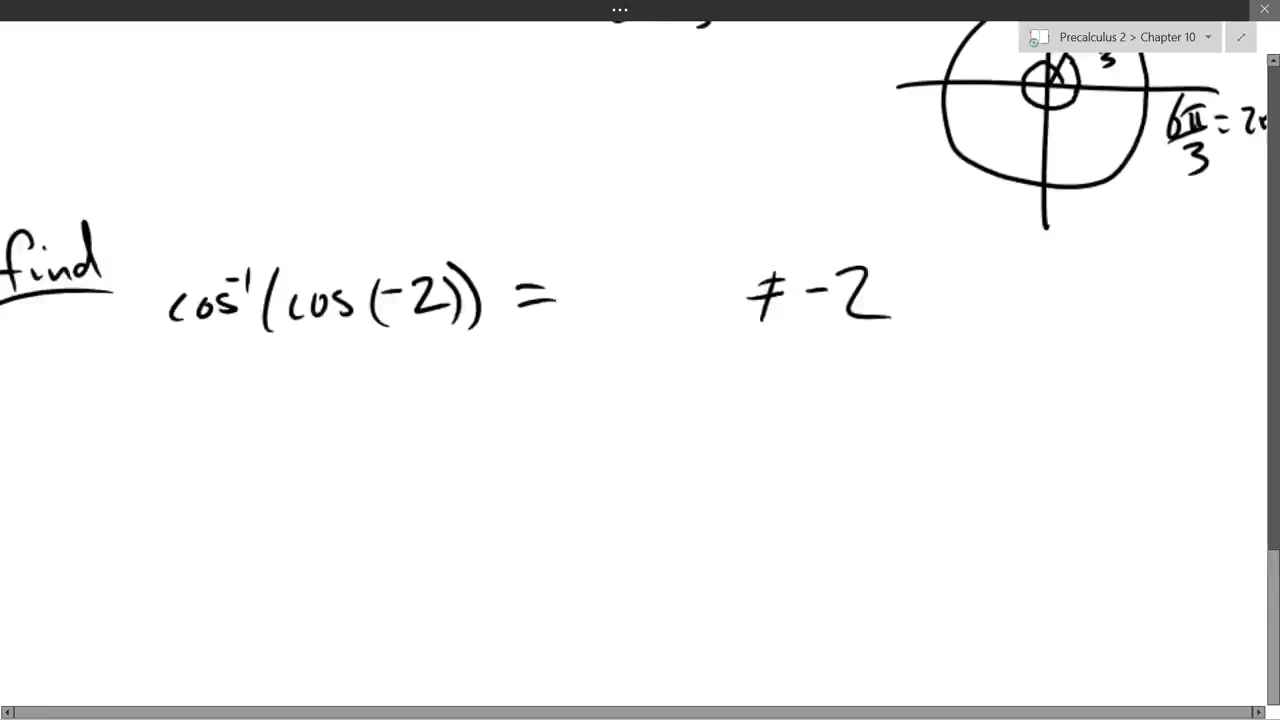 Precalculus 2 > Chapter 10
6π/3 = 2
find cos⁻¹(cos(-2)) = ≠ -2